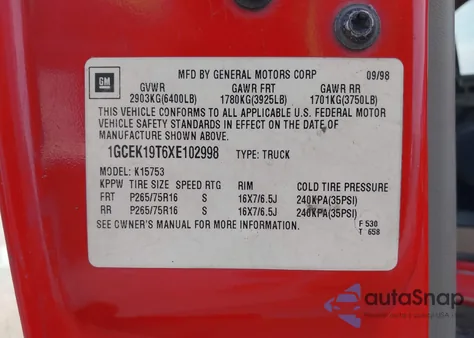 MFD BY GENERAL MOTORS CORP 09/98
GM
GVWR GAWR FRT GAWR RR
2903KG(6400LB) 1780KG(3925LB) 1701KG(3750LB)
THIS VEHICLE CONFORMS TO ALL APPLICABLE U.S. FEDERAL MOTOR
VEHICLE SAFETY STANDARDS IN EFFECT ON THE DATE OF
MANUFACTURE SHOWN ABOVE.
1GCEK19T6XE102998 TYPE: TRUCK
MODEL: K15753
KPPW TIRE SIZE SPEED RTG RIM COLD TIRE PRESSURE
FRT P265/75R16 S 16X7/6.5J 240KPA(35PSI)
RR P265/75R16 S 16X7/6.5J 240KPA(35PSI)
SEE OWNER'S MANUAL FOR MORE INFORMATION. F 530
T 658
autoSnap